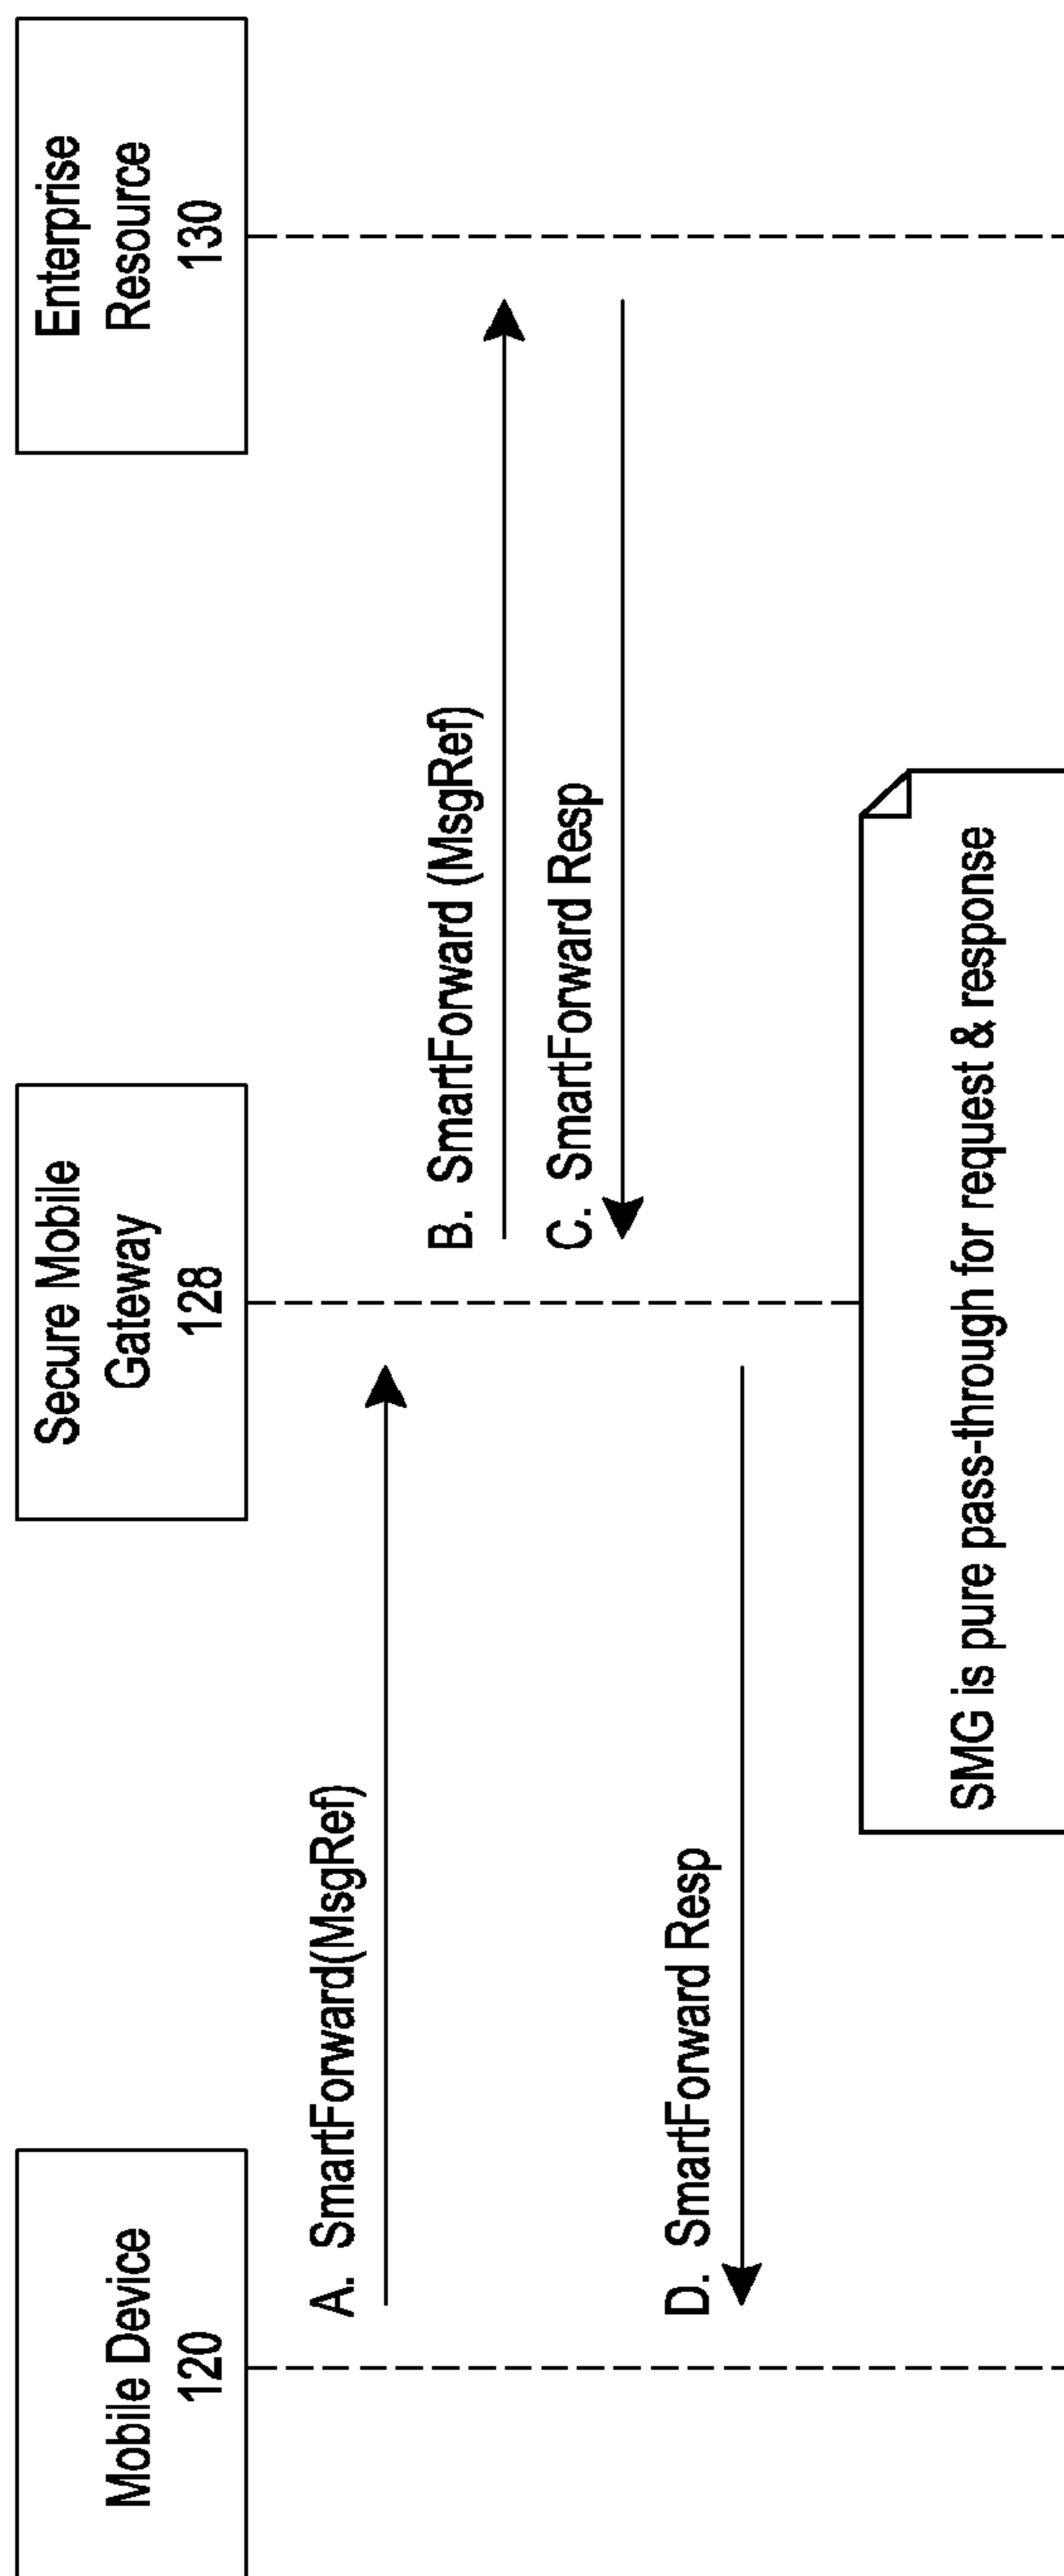 Mobile Device
120
Secure Mobile
Gateway
128
Enterprise
Resource
130
A. SmartForward(MsgRef)
B. SmartForward (MsgRef)
C. SmartForward Resp
D. SmartForward Resp
SMG is pure pass-through for request & response